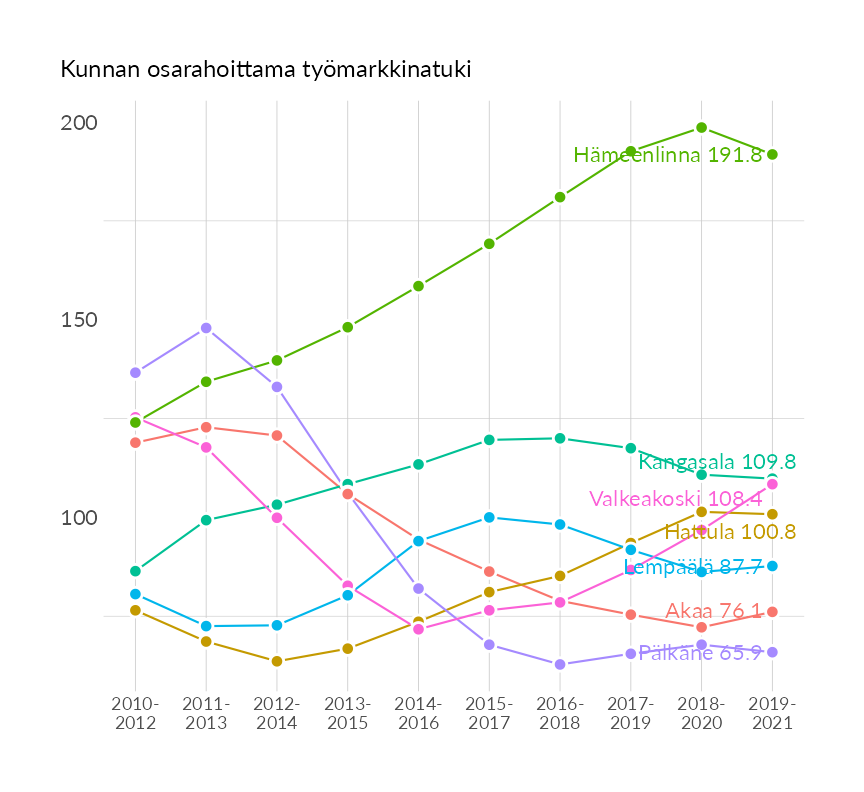 Kunnan osarahoittama työmarkkinatuki
200
Hämeenlinna 191.8
150
Kangasala 109.8
Valkeakoski 108.4
100
Hattula 100.8
Lempäälä 87.7
Akaa 76.1
Pälkäne 65.9
2010-
2012
2011-
2013
2012-
2014
2013-
2015
2014-
2016
2015-
2017
2016-
2018
2017-
2019
2018-
2020
2019-
2021